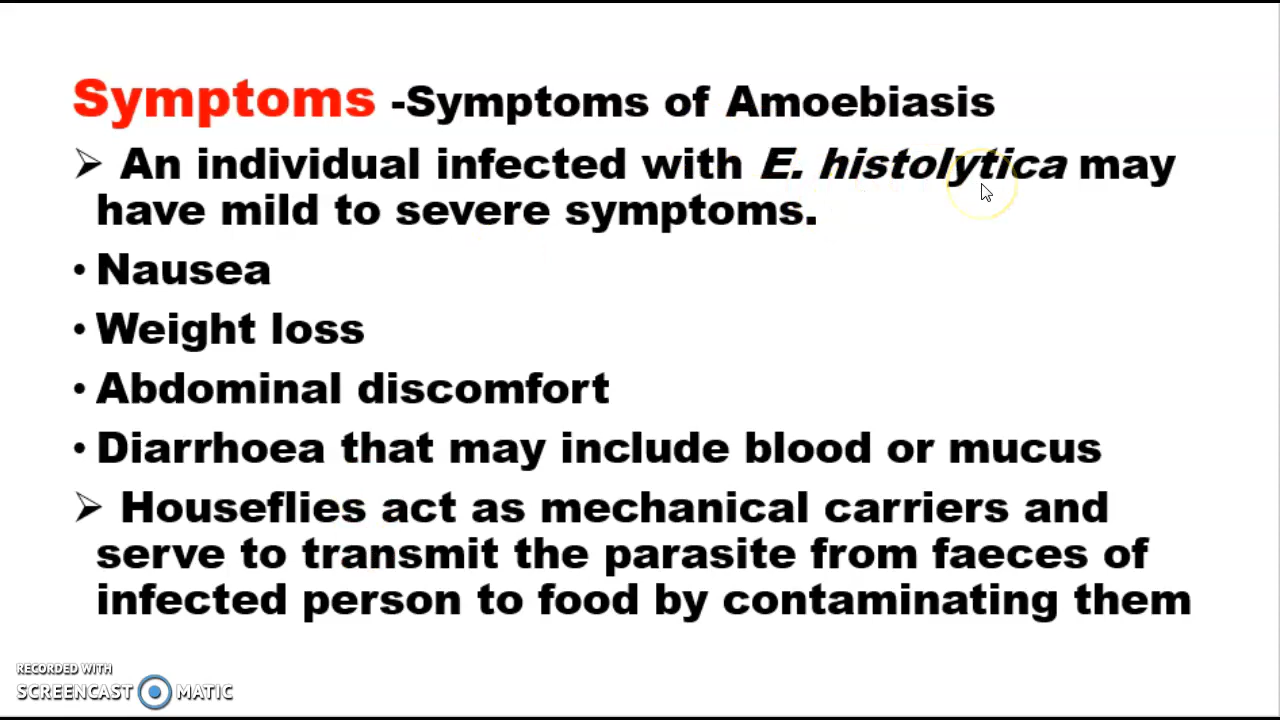 Symptoms -Symptoms of Amoebiasis
➢ An individual infected with E. histolytica may
have mild to severe symptoms.
• Nausea
• Weight loss
• Abdominal discomfort
• Diarrhoea that may include blood or mucus
➢ Houseflies act as mechanical carriers and
serve to transmit the parasite from faeces of
infected person to food by contaminating them
RECORDED WITH
SCREENCAST MATIC